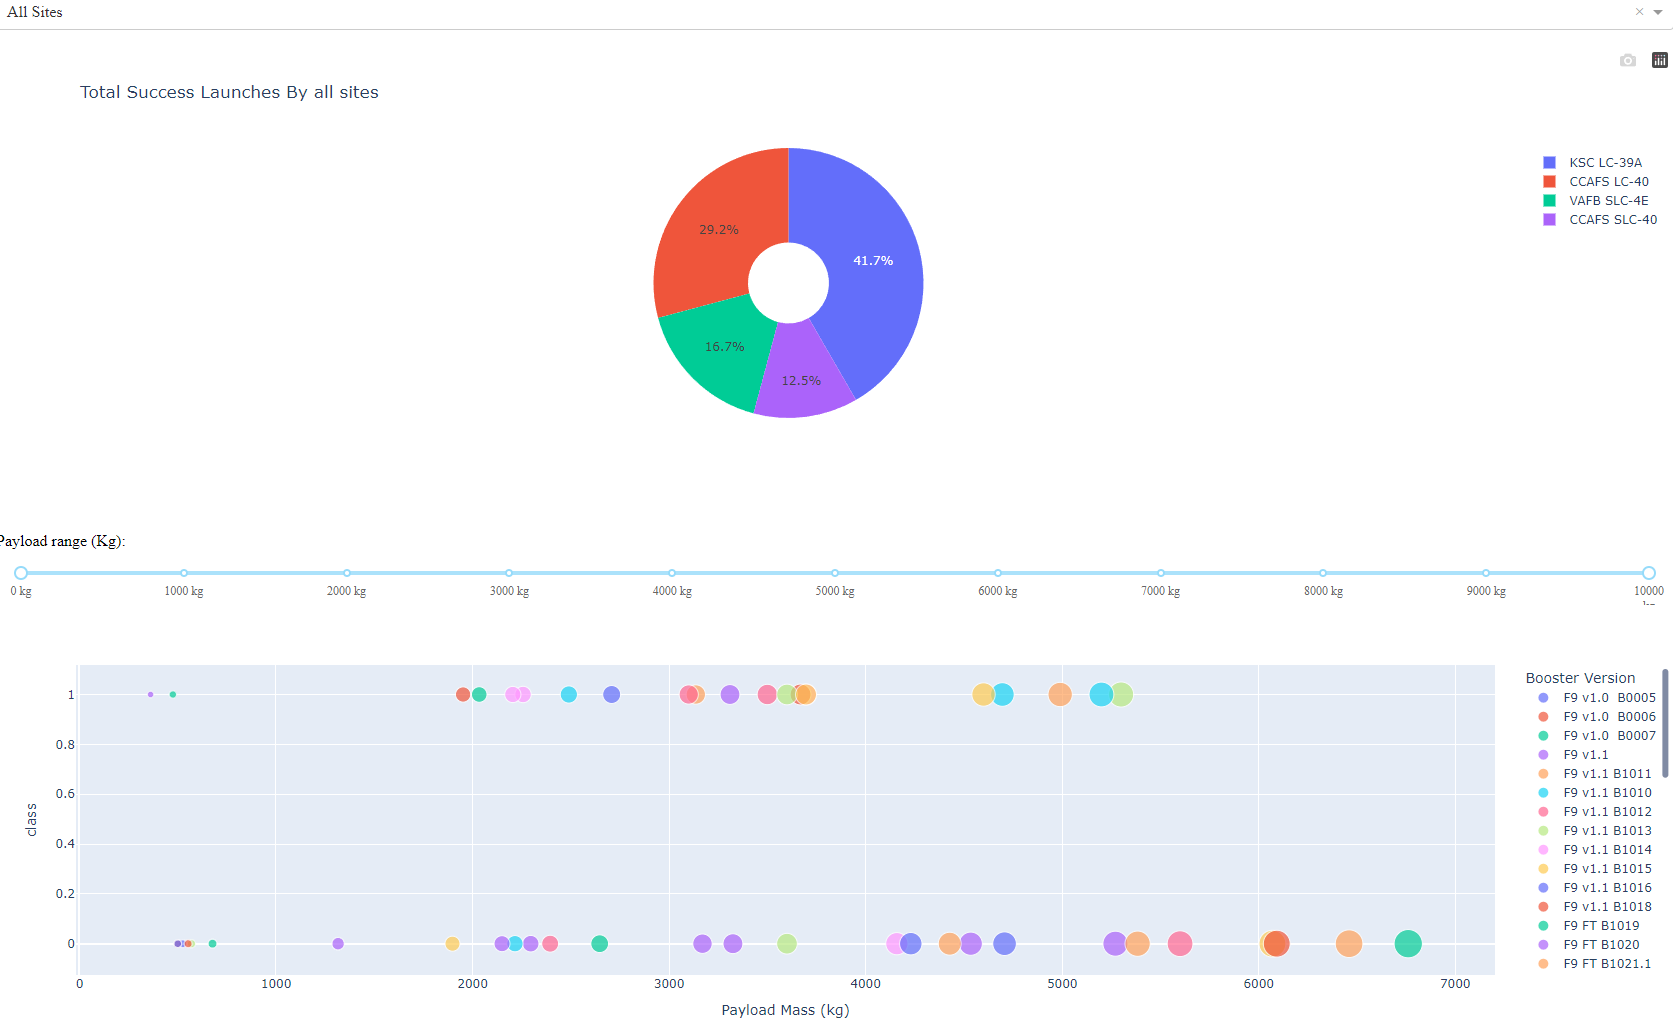 All Sites
Total Success Launches By all sites
KSC LC-39A
CCAFS LC-40
VAFB SLC-4E
CCAFS SLC-40
29.2%
41.7%
16.7%
12.5%
Payload range (Kg):
0 kg 1000 kg 2000 kg 3000 kg 4000 kg 5000 kg 6000 kg 7000 kg 8000 kg 9000 kg 10000
1
0.8
0.6
0.4
0.2
0
class
0 1000 2000 3000 4000 5000 6000 7000
Payload Mass (kg)
Booster Version
F9 v1.0  B0005
F9 v1.0  B0006
F9 v1.0  B0007
F9 v1.1
F9 v1.1 B1011
F9 v1.1 B1010
F9 v1.1 B1012
F9 v1.1 B1013
F9 v1.1 B1014
F9 v1.1 B1015
F9 v1.1 B1016
F9 v1.1 B1018
F9 FT B1019
F9 FT B1020
F9 FT B1021.1